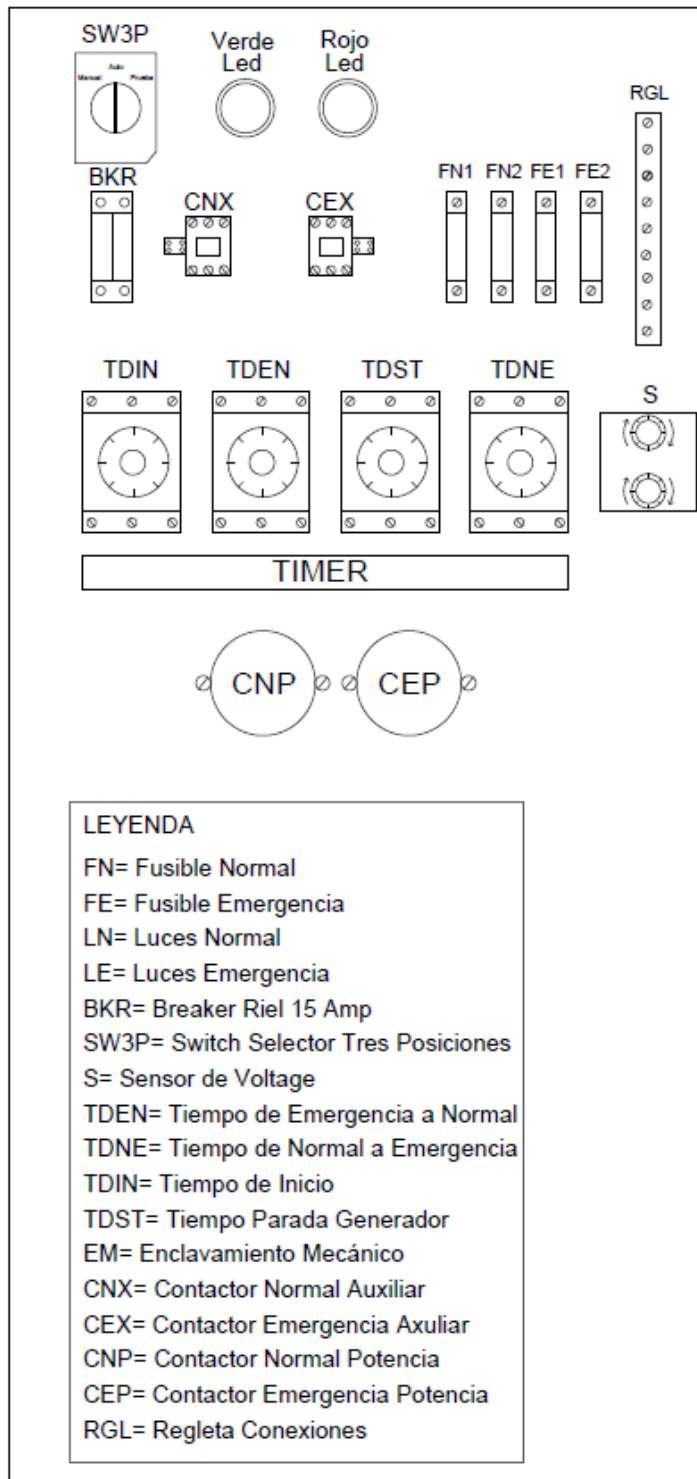 SW3P
Verde
Led
Rojo
Led
Auto
Manual
Prueba
RGL
BKR
CNX
CEX
FN1
FN2
FE1
FE2
TDIN
TDEN
TDST
TDNE
S
TIMER
CNP
CEP
LEYENDA
FN= Fusible Normal
FE= Fusible Emergencia
LN= Luces Normal
LE= Luces Emergencia
BKR= Breaker Riel 15 Amp
SW3P= Switch Selector Tres Posiciones
S= Sensor de Voltage
TDEN= Tiempo de Emergencia a Normal
TDNE= Tiempo de Normal a Emergencia
TDIN= Tiempo de Inicio
TDST= Tiempo Parada Generador
EM= Enclavamiento Mecánico
CNX= Contactor Normal Auxiliar
CEX= Contactor Emergencia Axuliar
CNP= Contactor Normal Potencia
CEP= Contactor Emergencia Potencia
RGL= Regleta Conexiones